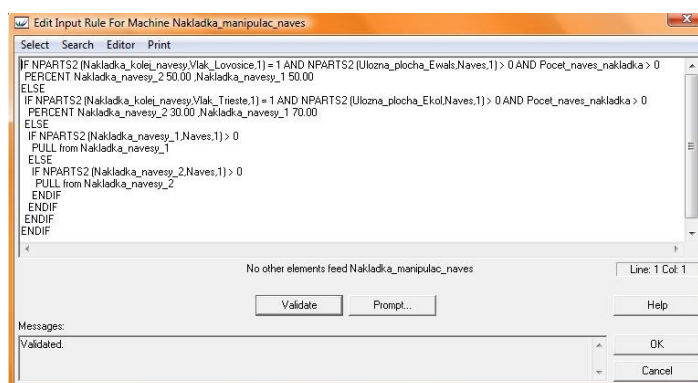 Edit Input Rule For Machine Nakladka_manipulac_naves
Select Search Editor Print
IF NPARTS2 (Nakladka_kolej_navesy,Vlak_Lovosice,1) = 1 AND NPARTS2 (Ulozna_plocha_Ewals,Naves,1) > 0 AND Pocet_naves_nakladka > 0
PERCENT Nakladka_navesy_2 50.00 ,Nakladka_navesy_1 50.00
ELSE
IF NPARTS2 (Nakladka_kolej_navesy,Vlak_Trieste,1) = 1 AND NPARTS2 (Ulozna_plocha_Ekol,Naves,1) > 0 AND Pocet_naves_nakladka > 0
PERCENT Nakladka_navesy_2 30.00 ,Nakladka_navesy_1 70.00
ELSE
IF NPARTS2 (Nakladka_navesy_1,Naves,1) > 0
PULL from Nakladka_navesy_1
ELSE
IF NPARTS2 (Nakladka_navesy_2,Naves,1) > 0
PULL from Nakladka_navesy_2
ENDIF
ENDIF
ENDIF
ENDIF
No other elements feed Nakladka_manipulac_naves
Line: 1 Col: 1
Validate Prompt... Help
Messages:
Validated.
OK
Cancel